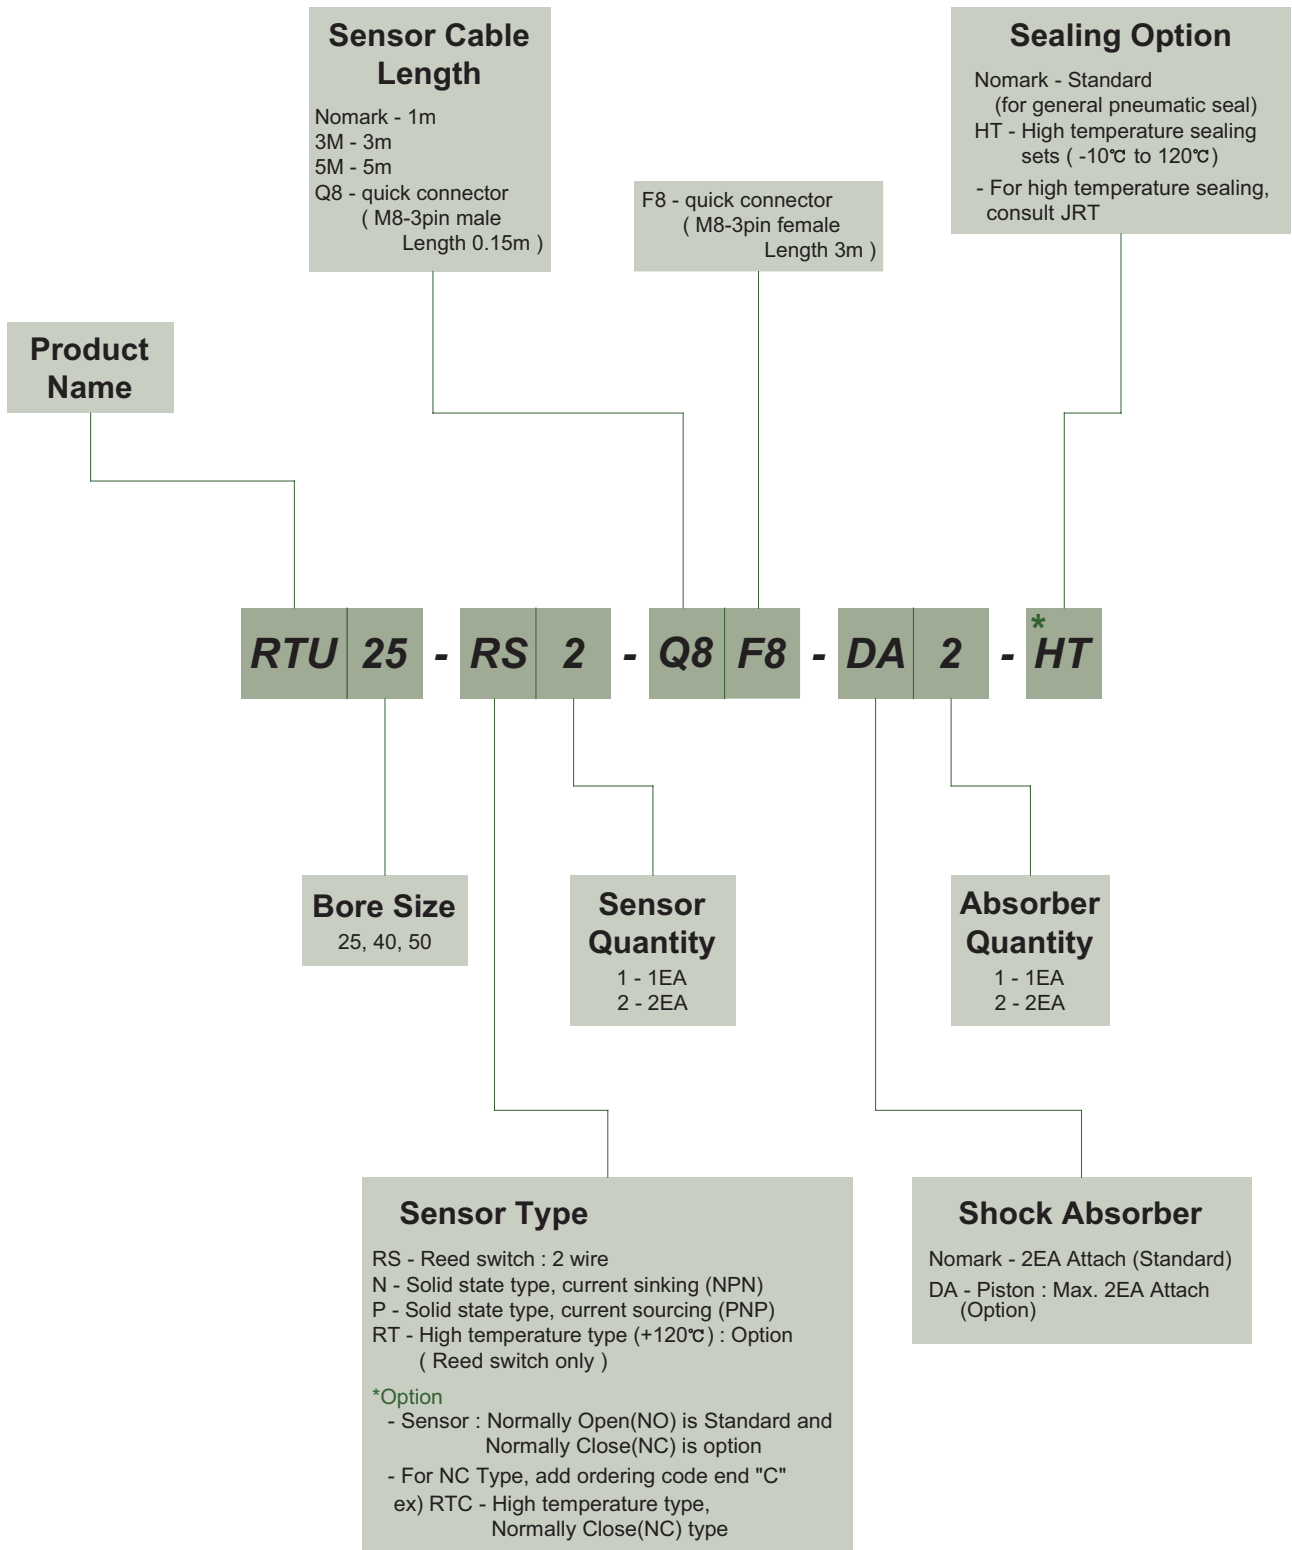 Sensor Cable
Length
Nomark - 1m
3M - 3m
5M - 5m
Q8 - quick connector
( M8-3pin male
Length 0.15m )
F8 - quick connector
( M8-3pin female
Length 3m )
Sealing Option
Nomark - Standard
(for general pneumatic seal)
HT - High temperature sealing
sets ( -10℃ to 120℃)
- For high temperature sealing,
consult JRT
Product
Name
RTU 25 - RS 2 - Q8 F8 - DA 2 - *HT
Bore Size
25, 40, 50
Sensor
Quantity
1 - 1EA
2 - 2EA
Absorber
Quantity
1 - 1EA
2 - 2EA
Sensor Type
RS - Reed switch : 2 wire
N - Solid state type, current sinking (NPN)
P - Solid state type, current sourcing (PNP)
RT - High temperature type (+120℃) : Option
( Reed switch only )
*Option
- Sensor : Normally Open(NO) is Standard and
Normally Close(NC) is option
- For NC Type, add ordering code end "C"
ex) RTC - High temperature type,
Normally Close(NC) type
Shock Absorber
Nomark - 2EA Attach (Standard)
DA - Piston : Max. 2EA Attach
(Option)